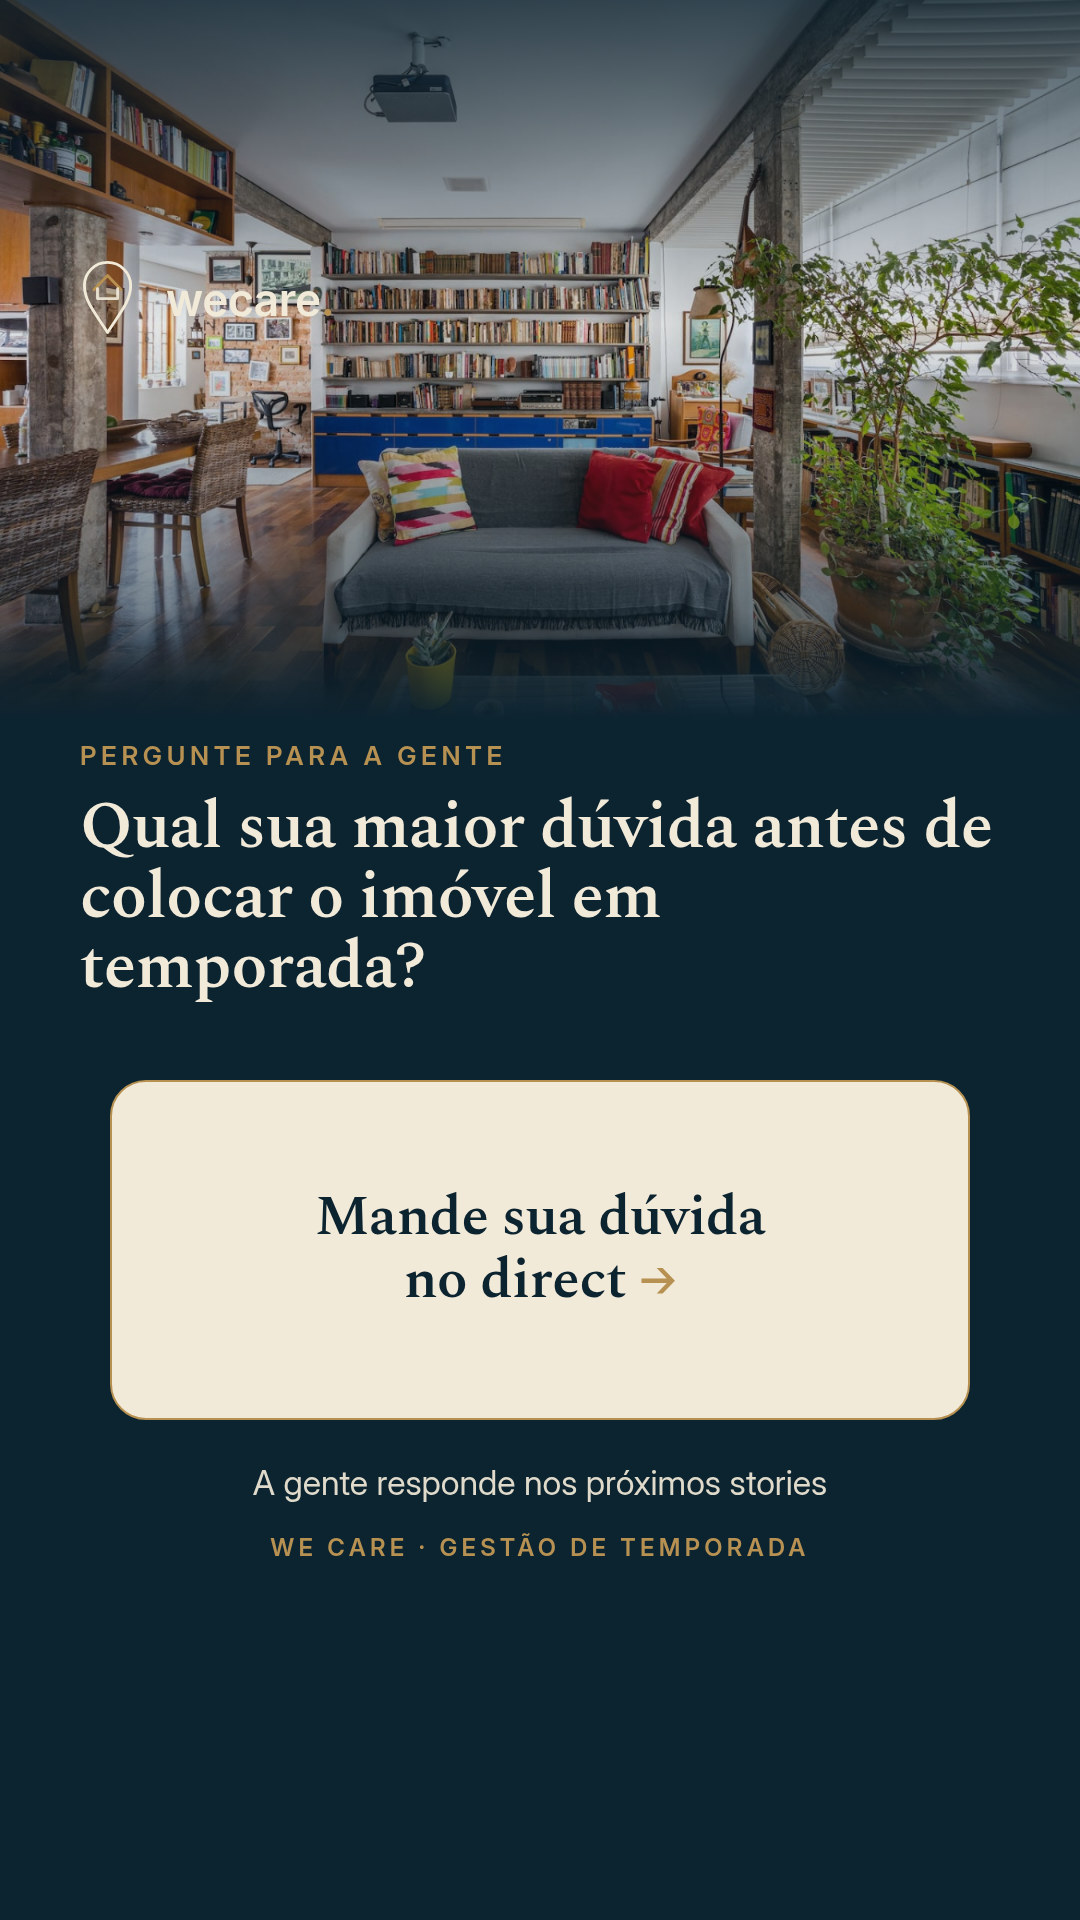 wecare.
PERGUNTE PARA A GENTE
Qual sua maior dúvida antes de
colocar o imóvel em
temporada?
Mande sua dúvida
no direct →
A gente responde nos próximos stories
WE CARE · GESTÃO DE TEMPORADA